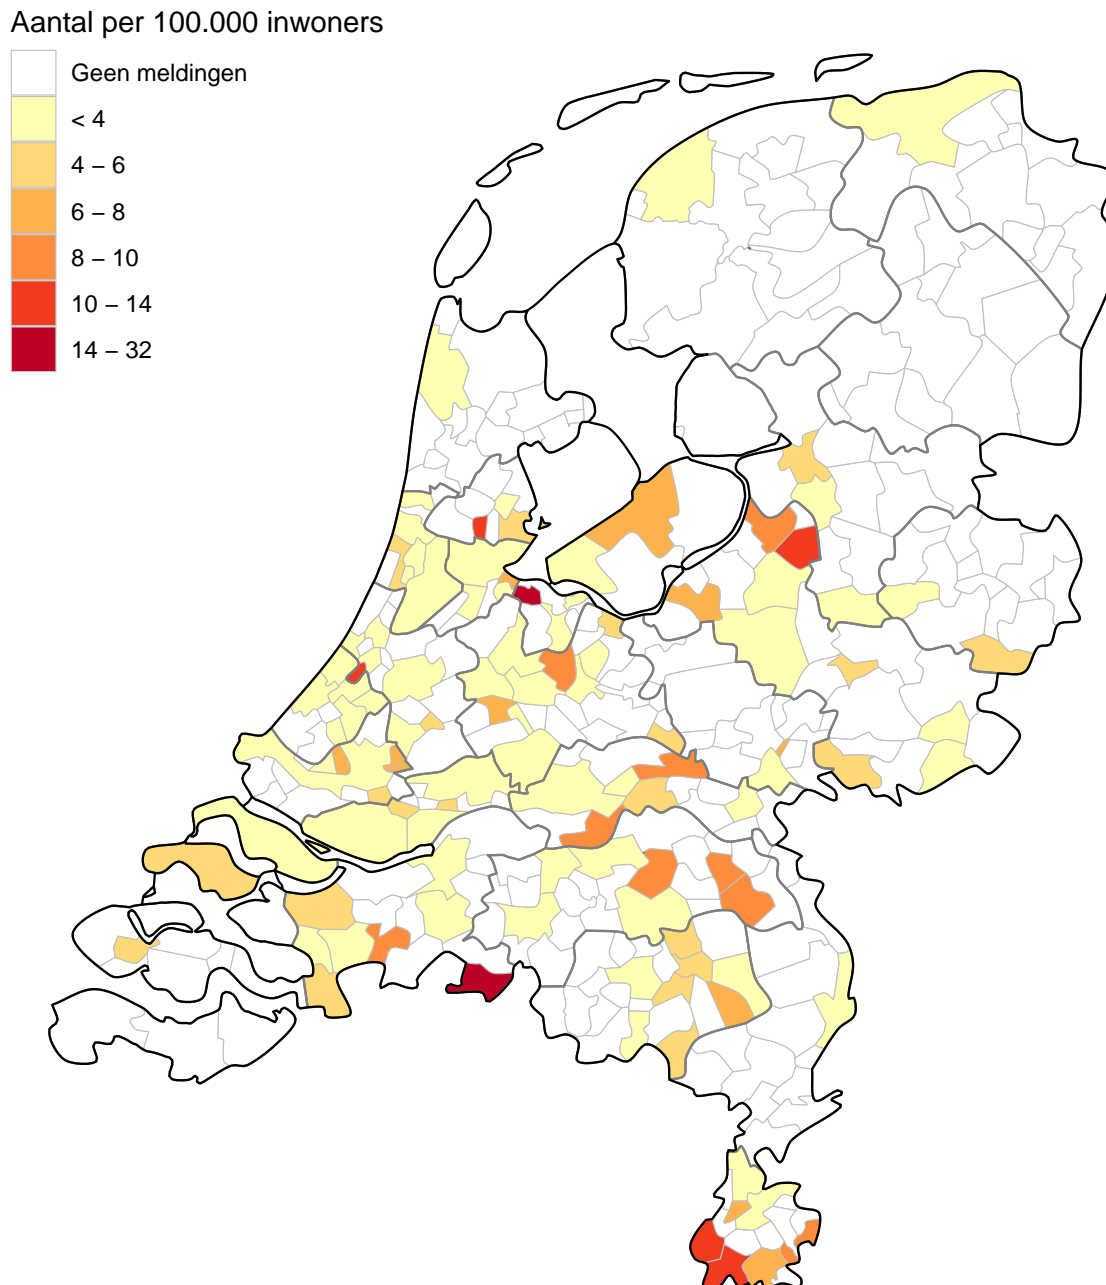 Aantal per 100.000 inwoners
Geen meldingen
< 4
4 – 6
6 – 8
8 – 10
10 – 14
14 – 32